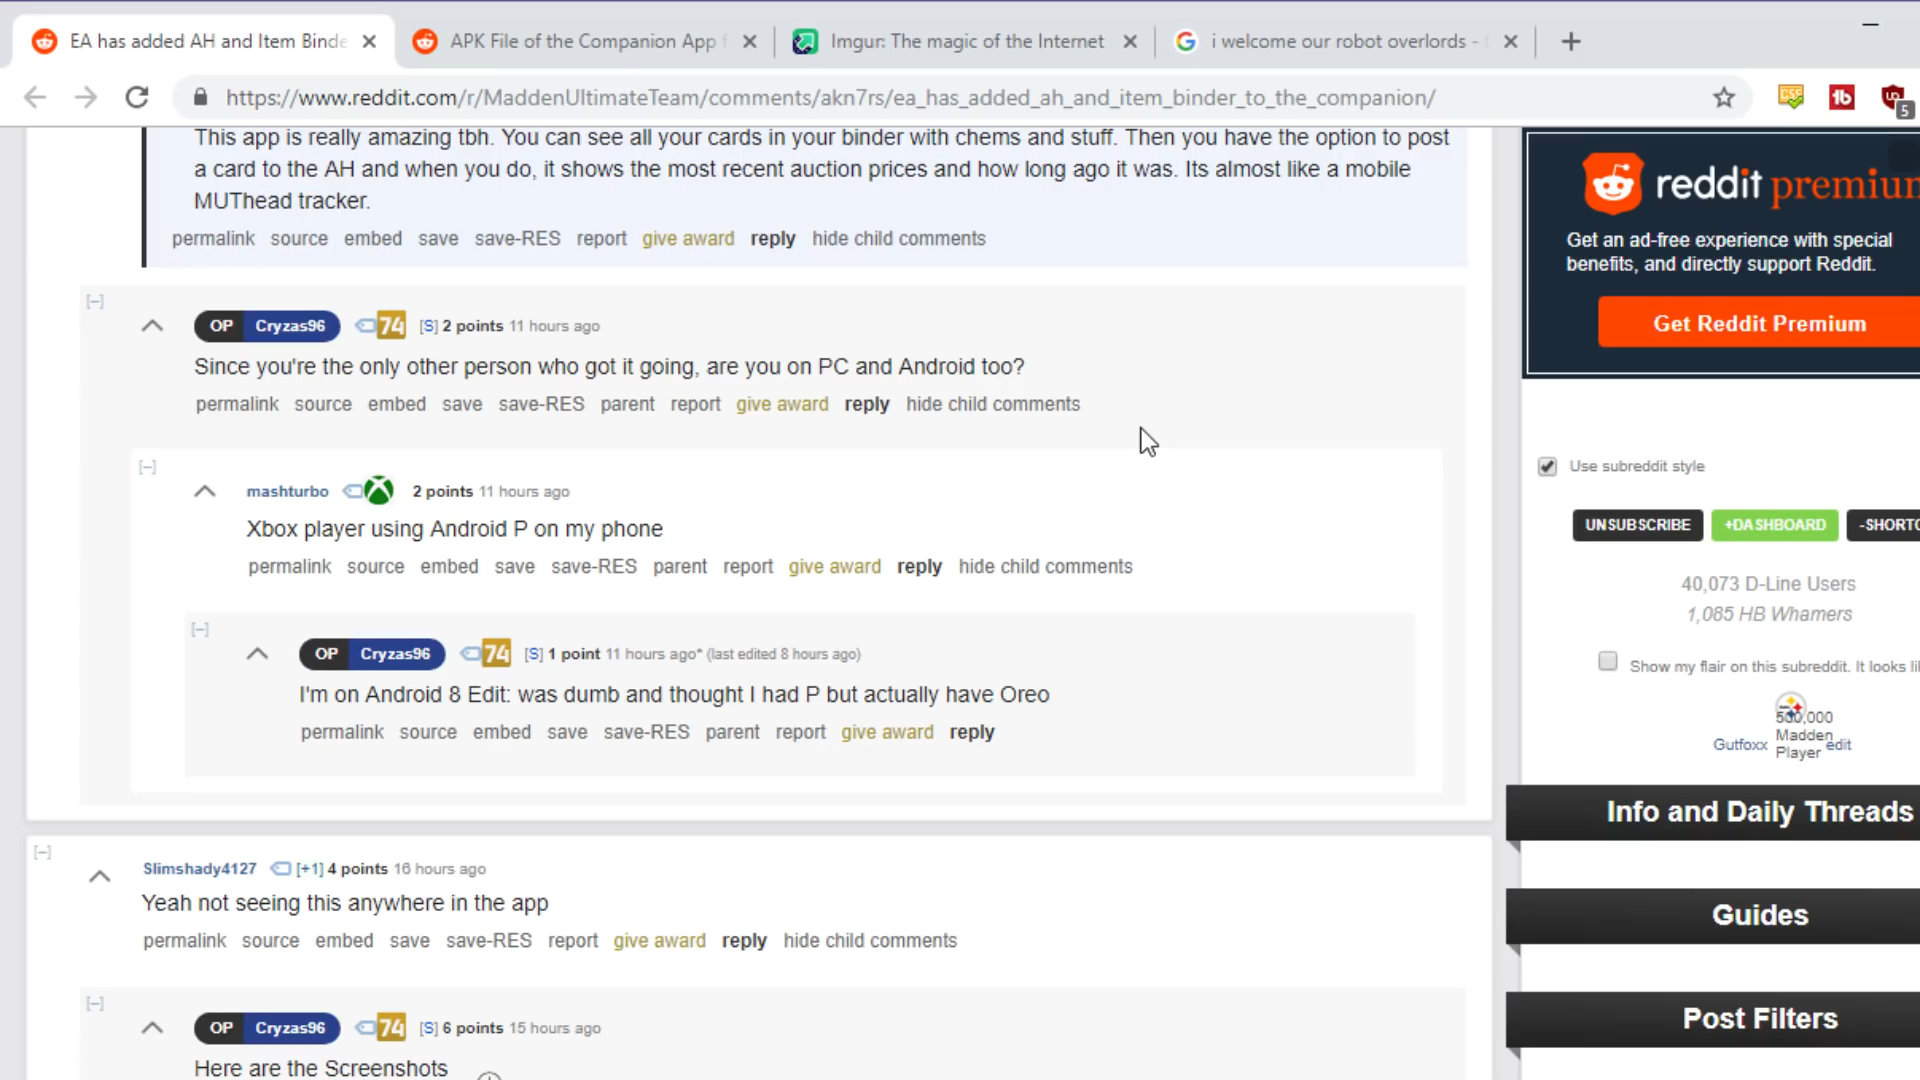 EA has added AH and Item Binde
APK File of the Companion App f
Imgur: The magic of the Internet
i welcome our robot overlords -
https://www.reddit.com/r/MaddenUltimateTeam/comments/akn7rs/ea_has_added_ah_and_item_binder_to_the_companion/
CSS
1b
5
This app is really amazing tbh. You can see all your cards in your binder with chems and stuff. Then you have the option to post
a card to the AH and when you do, it shows the most recent auction prices and how long ago it was. Its almost like a mobile
MUThead tracker.
permalink source embed save save-RES report give award reply hide child comments
[–]
OP Cryzas96 74 [S] 2 points 11 hours ago
Since you're the only other person who got it going, are you on PC and Android too?
permalink source embed save save-RES parent report give award reply hide child comments
[–]
mashturbo 2 points 11 hours ago
Xbox player using Android P on my phone
permalink source embed save save-RES parent report give award reply hide child comments
[–]
OP Cryzas96 74 [S] 1 point 11 hours ago* (last edited 8 hours ago)
I'm on Android 8 Edit: was dumb and thought I had P but actually have Oreo
permalink source embed save save-RES parent report give award reply
[–]
Slimshady4127 [+1] 4 points 16 hours ago
Yeah not seeing this anywhere in the app
permalink source embed save save-RES report give award reply hide child comments
[–]
OP Cryzas96 74 [S] 6 points 15 hours ago
Here are the Screenshots
reddit premium
Get an ad-free experience with special
benefits, and directly support Reddit.
Get Reddit Premium
Use subreddit style
UNSUBSCRIBE +DASHBOARD -SHORTC
40,073 D-Line Users
1,085 HB Whamers
Show my flair on this subreddit. It looks lik
500,000
Madden
Gutfoxx Player edit
Info and Daily Threads
Guides
Post Filters